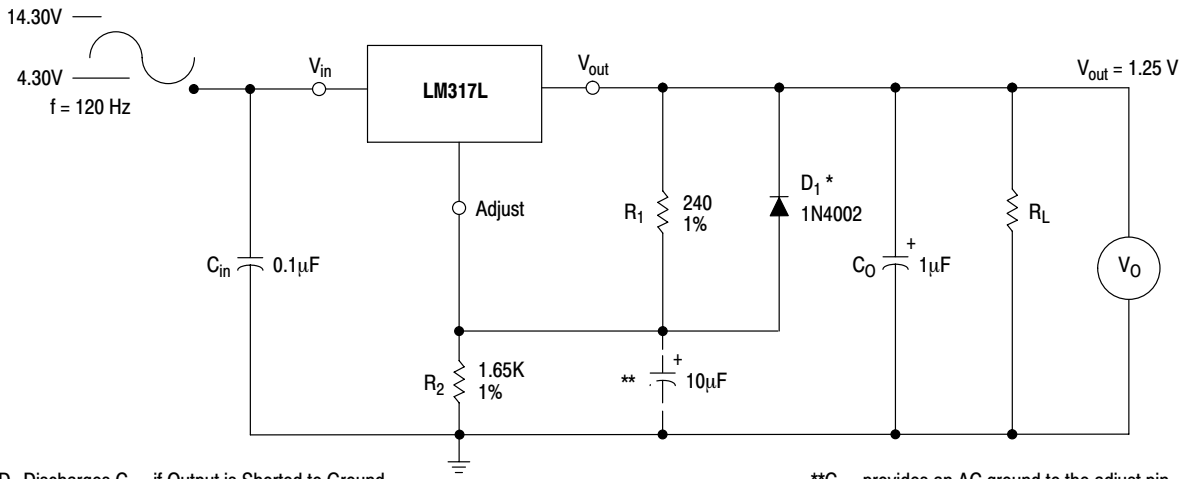 14.30V
4.30V
f = 120 Hz
Vin
LM317L
Vout
Vout = 1.25 V
Adjust
R1
240
1%
D1 *
1N4002
RL
VO
Cin
0.1μF
CO
+
1μF
R2
1.65K
1%
**
+
10μF